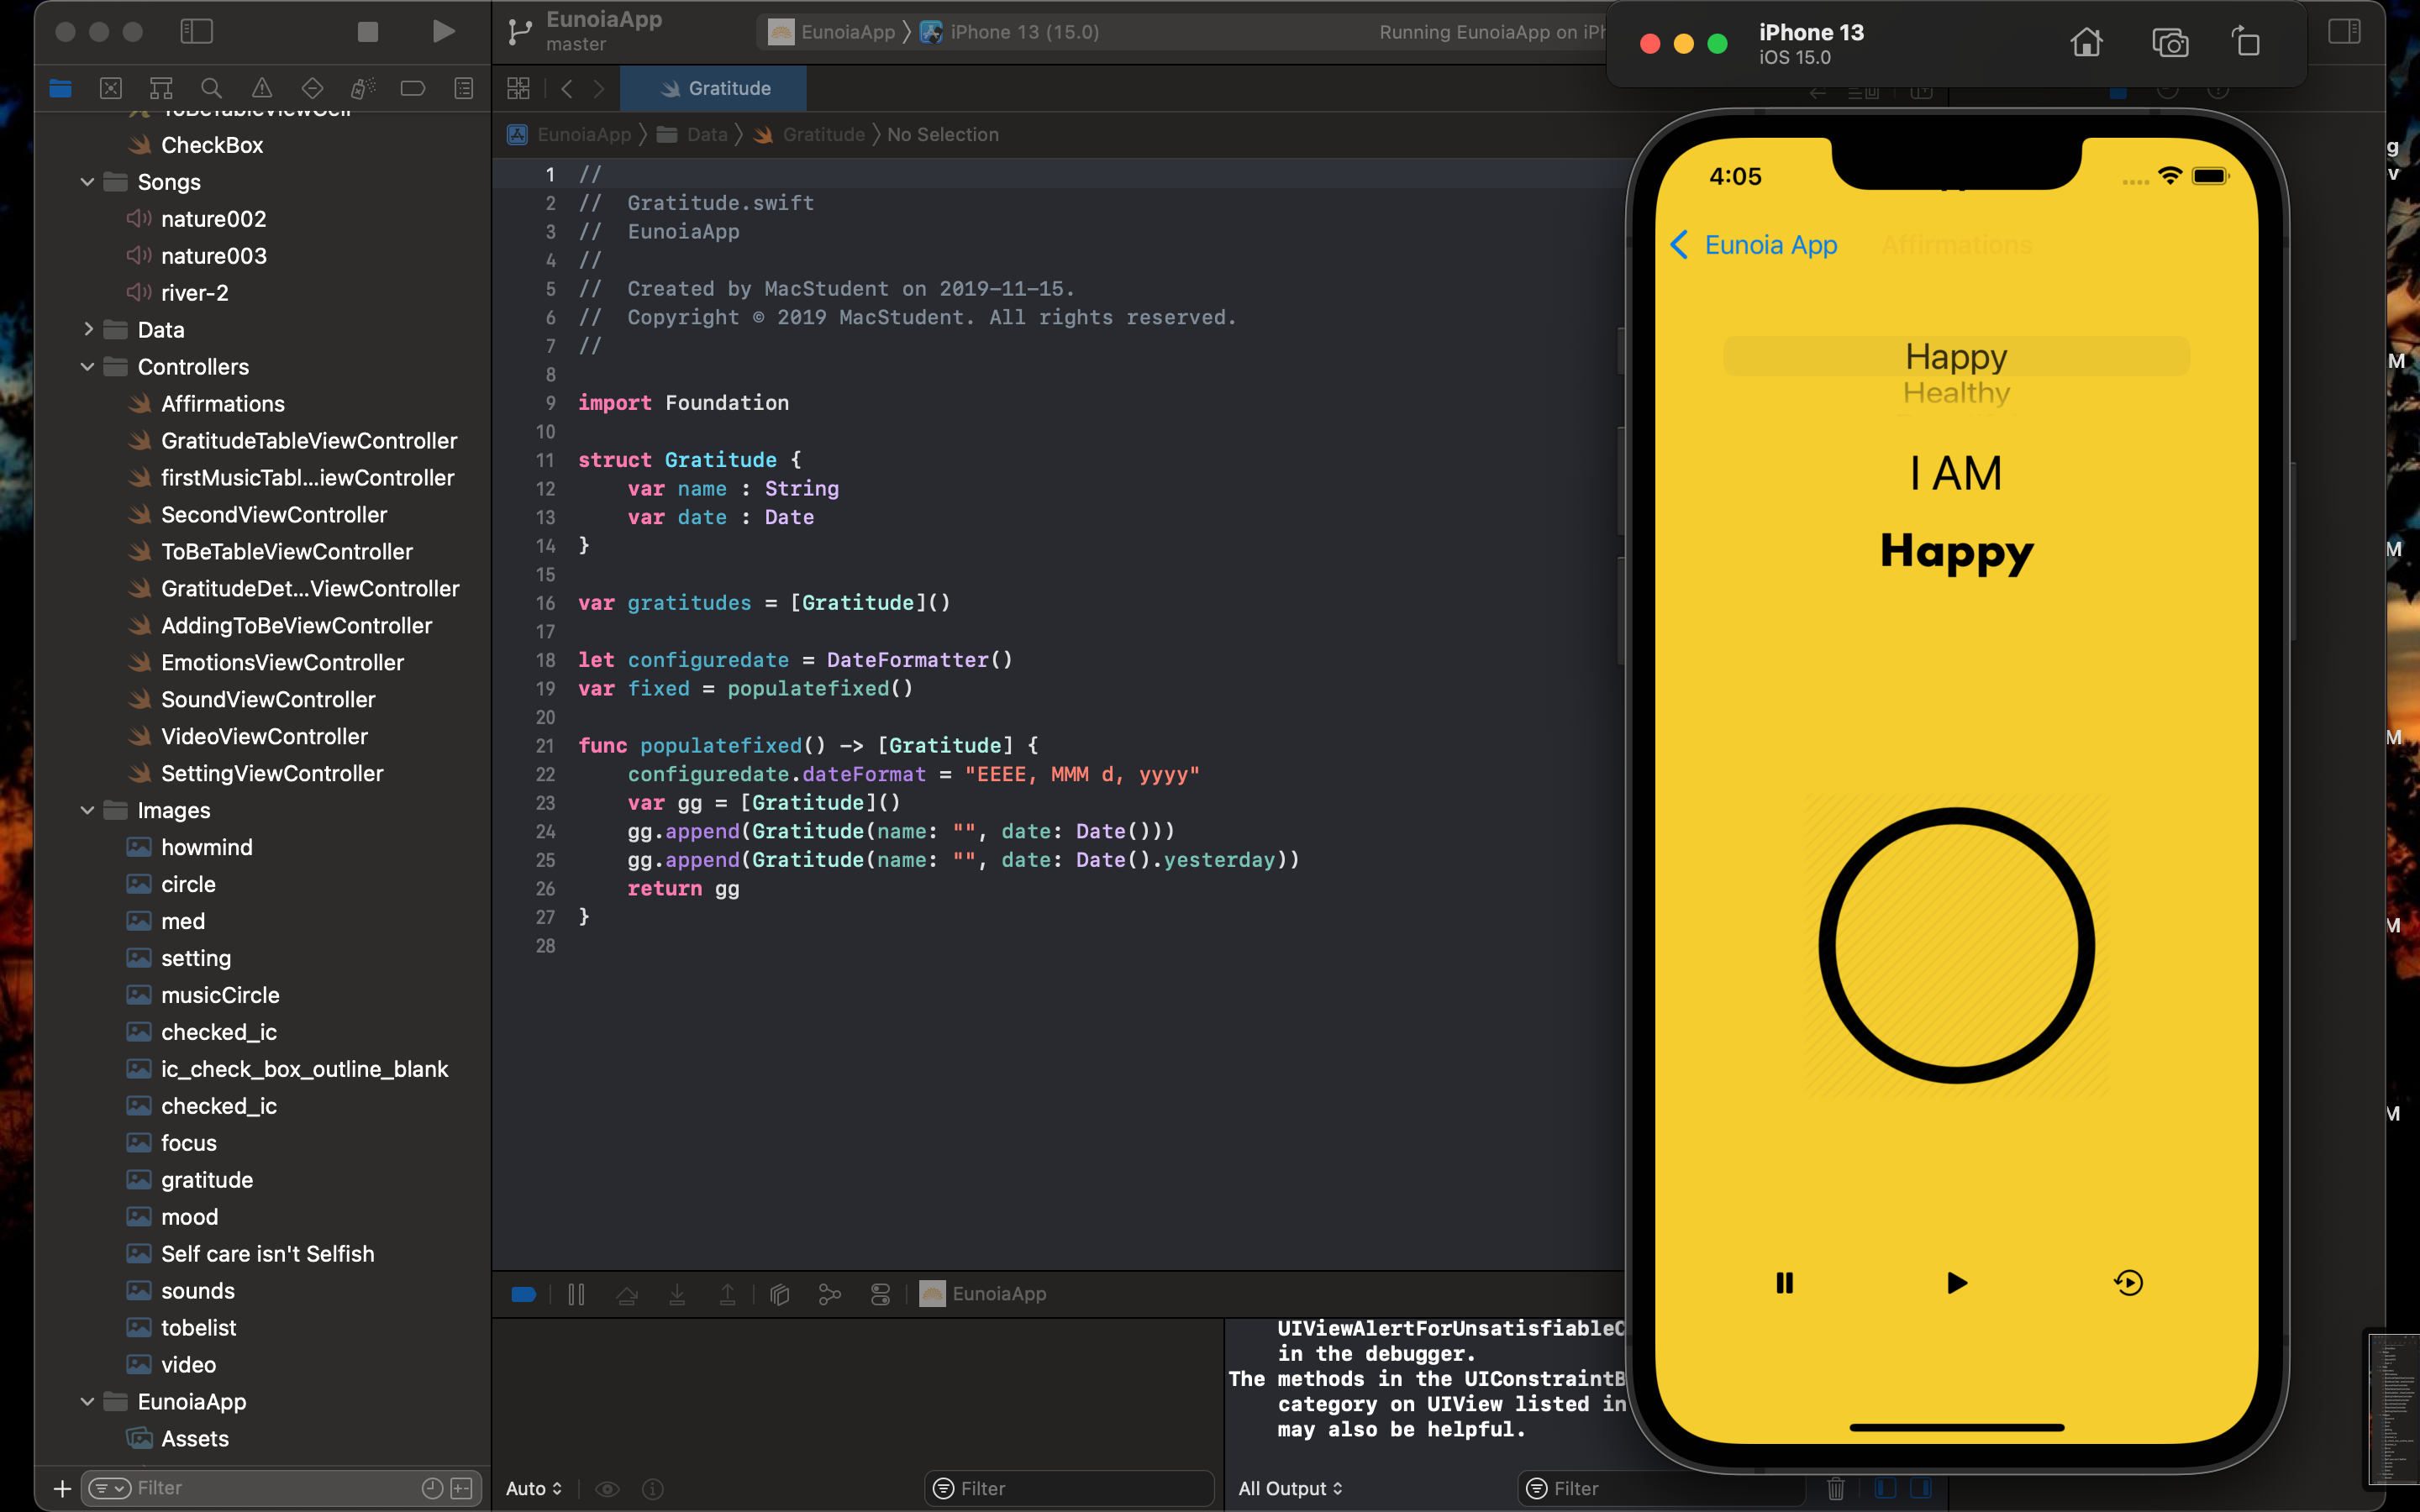 EunoiaApp
master
EunoiaApp
iPhone 13 (15.0)
Running EunoiaApp on iPh
iPhone 13
iOS 15.0
Gratitude
EunoiaApp
Data
Gratitude
No Selection
ToBeTableViewCell
CheckBox
Songs
nature002
nature003
river-2
Data
Controllers
Affirmations
GratitudeTableViewController
firstMusicTabl...iewController
SecondViewController
ToBeTableViewController
GratitudeDet...ViewController
AddingToBeViewController
EmotionsViewController
SoundViewController
VideoViewController
SettingViewController
Images
howmind
circle
med
setting
musicCircle
checked_ic
ic_check_box_outline_blank
checked_ic
focus
gratitude
mood
Self care isn't Selfish
sounds
tobelist
video
EunoiaApp
Assets
Filter
1 //
2 //  Gratitude.swift
3 //  EunoiaApp
4 //
5 //  Created by MacStudent on 2019-11-15.
6 //  Copyright © 2019 MacStudent. All rights reserved.
7 //
8
9 import Foundation
10
11 struct Gratitude {
12     var name : String
13     var date : Date
14 }
15
16 var gratitudes = [Gratitude]()
17
18 let configuredate = DateFormatter()
19 var fixed = populatefixed()
20
21 func populatefixed() -> [Gratitude] {
22     configuredate.dateFormat = "EEEE, MMM d, yyyy"
23     var gg = [Gratitude]()
24     gg.append(Gratitude(name: "", date: Date()))
25     gg.append(Gratitude(name: "", date: Date().yesterday))
26     return gg
27 }
28
EunoiaApp
UIViewAlertForUnsatisfiableC
in the debugger.
The methods in the UIConstraintB
category on UIView listed in
may also be helpful.
Auto
Filter
All Output
Filter
4:05
Eunoia App
Affirmations
Happy
Healthy
I AM
Happy
g
v
M
M
M
M
M